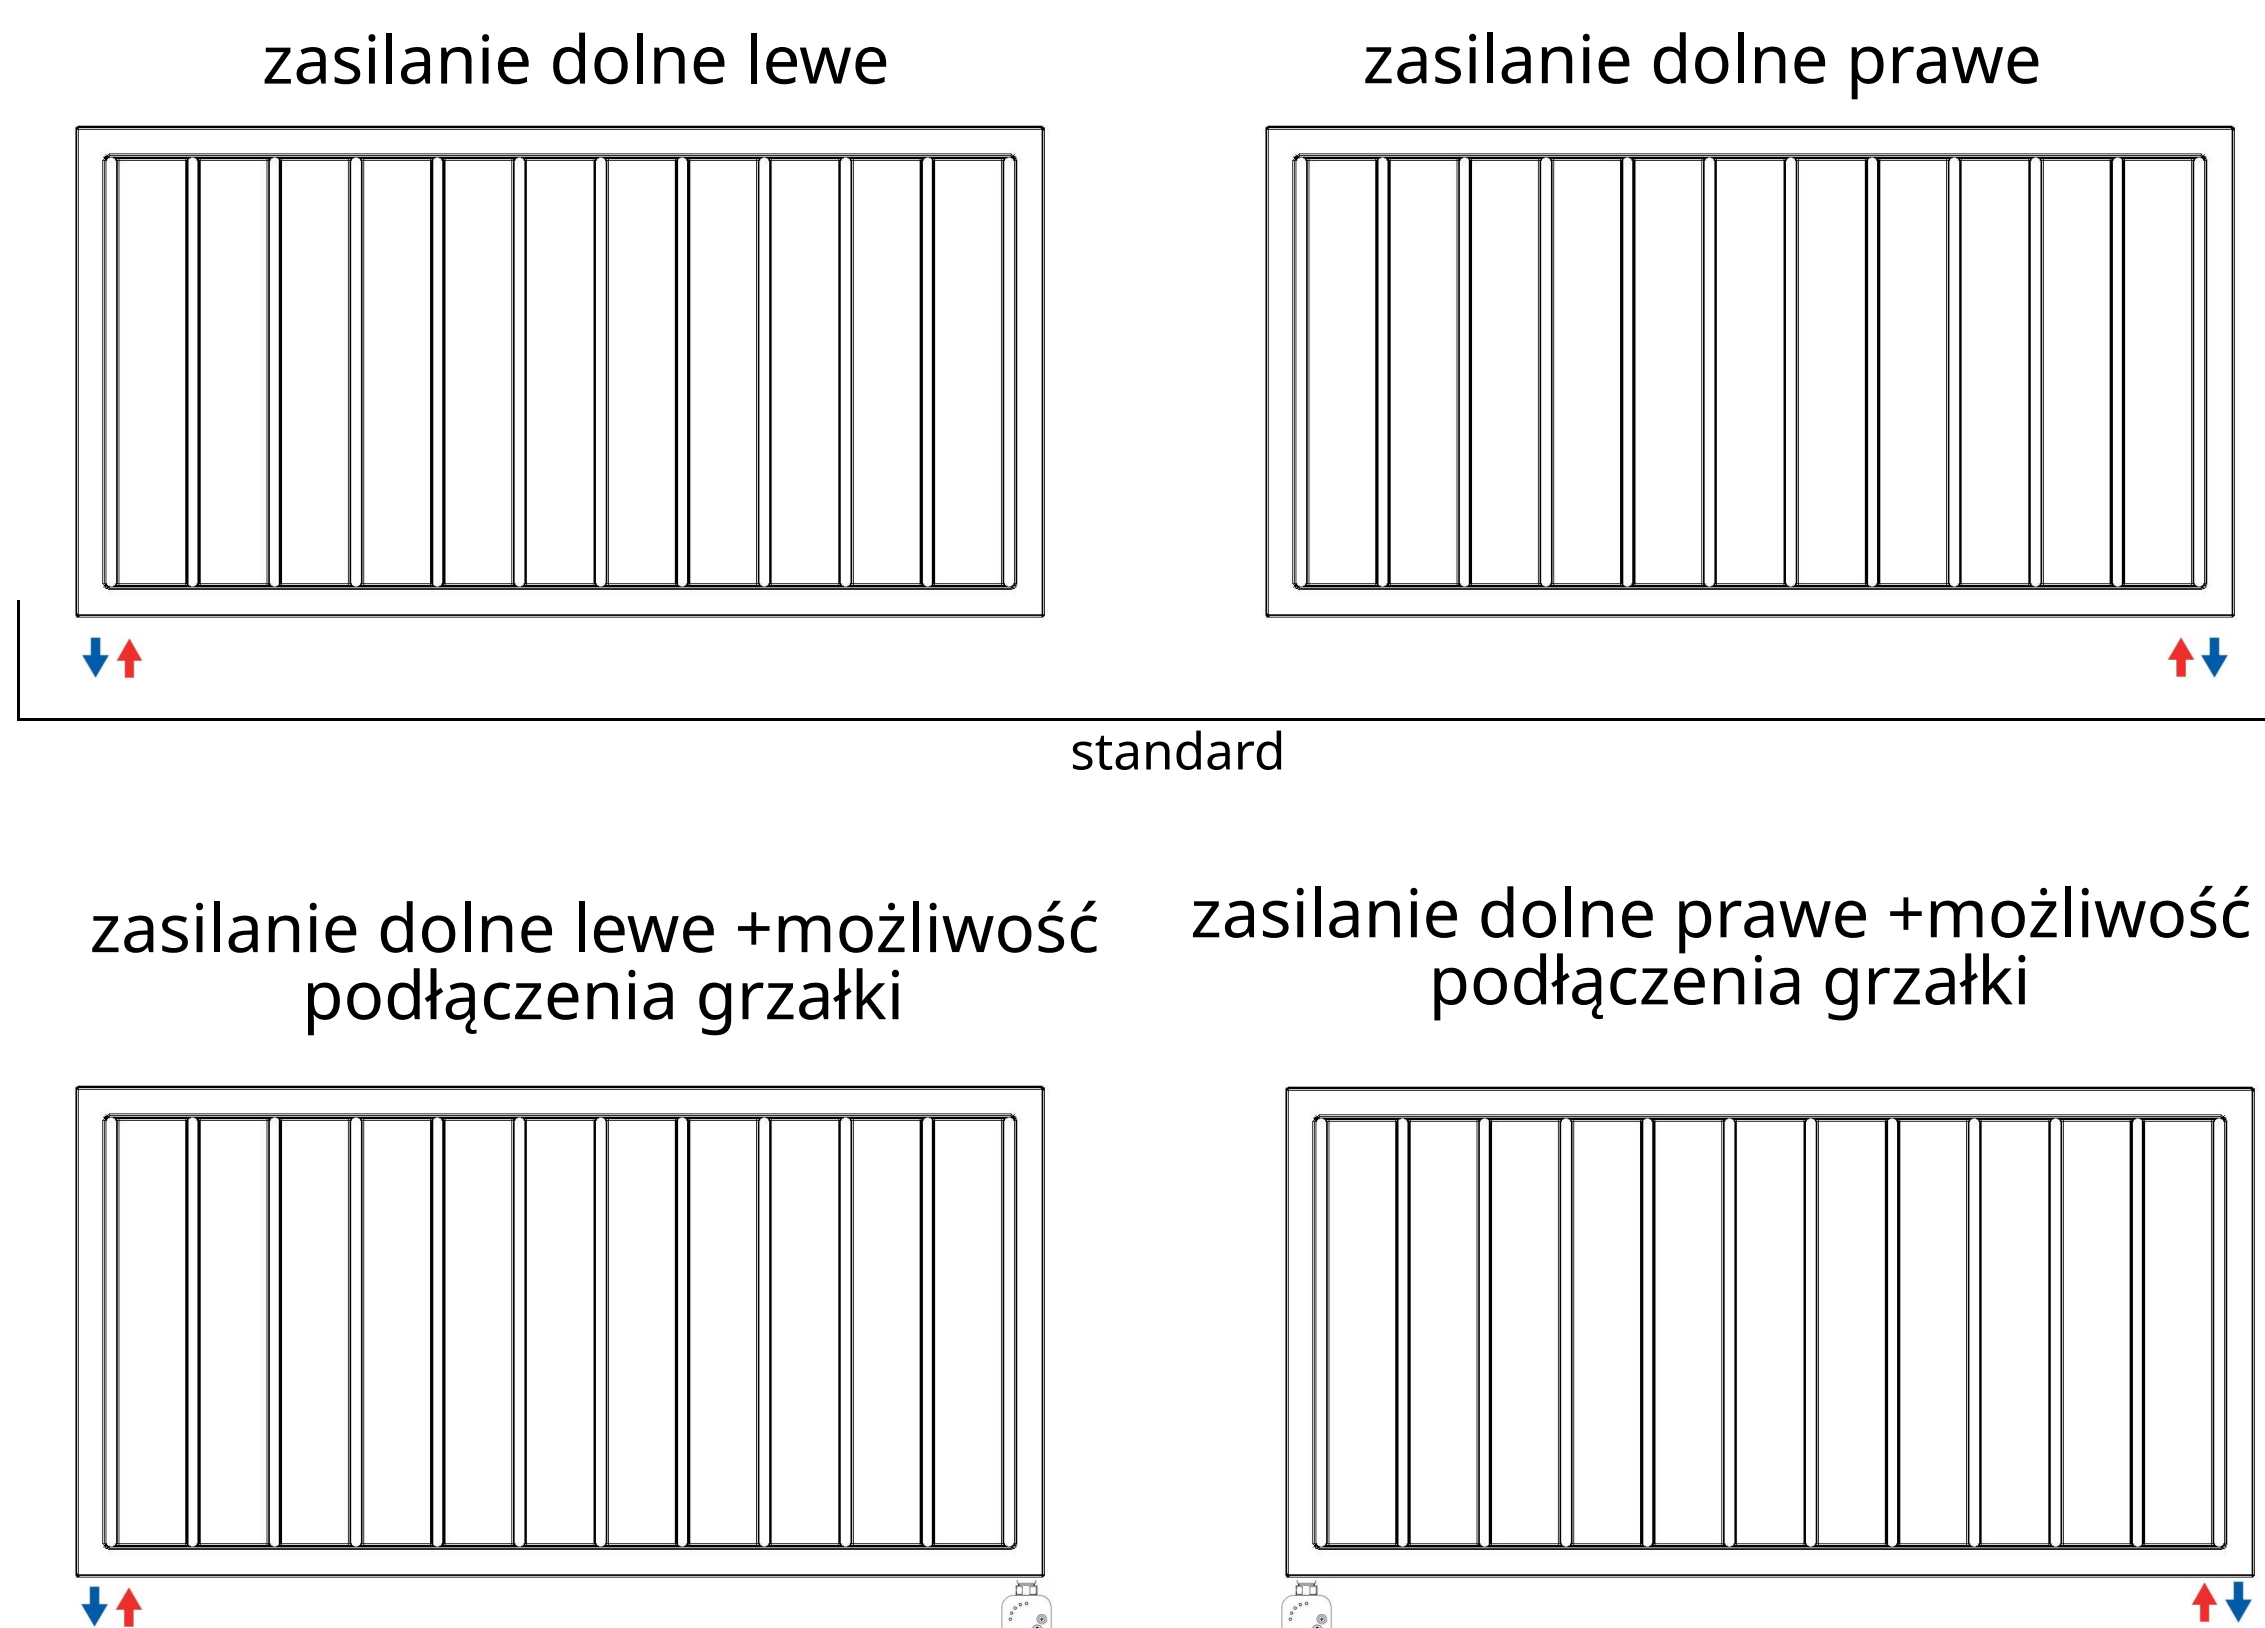 zasilanie dolne lewe
zasilanie dolne prawe
standard
zasilanie dolne lewe +możliwość
podłączenia grzałki
zasilanie dolne prawe +możliwość
podłączenia grzałki